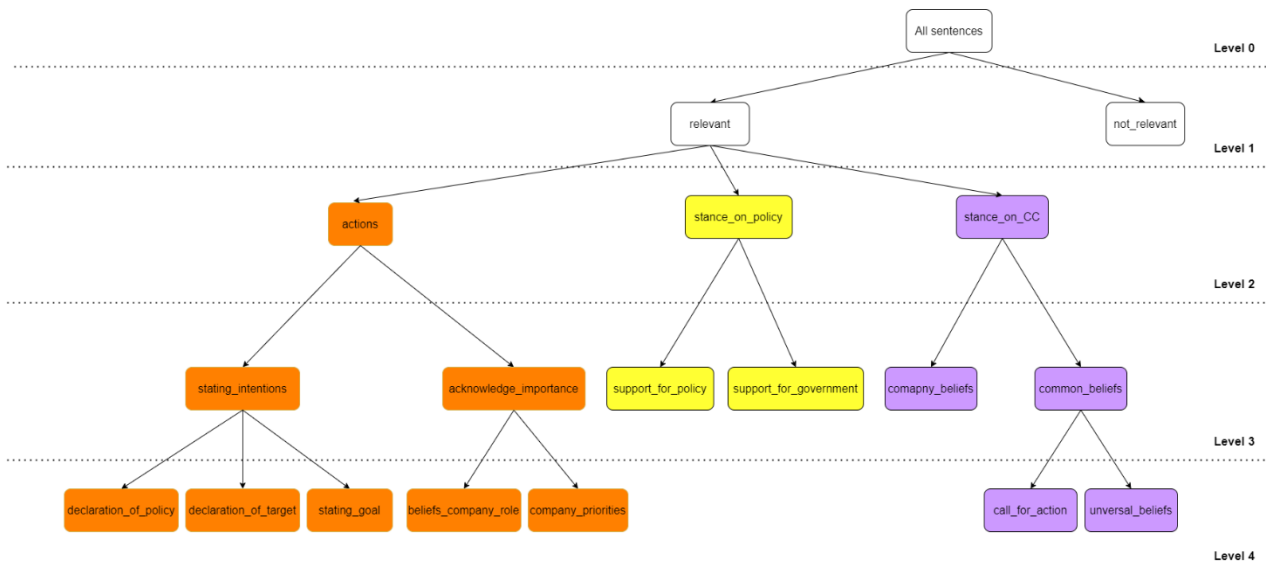 All sentences
Level 0
relevant
not_relevant
Level 1
actions
stance_on_policy
stance_on_CC
Level 2
stating_intentions
acknowledge_importance
support_for_policy
support_for_government
comapny_beliefs
common_beliefs
Level 3
declaration_of_policy
declaration_of_target
stating_goal
beliefs_company_role
company_priorities
call_for_action
unversal_beliefs
Level 4